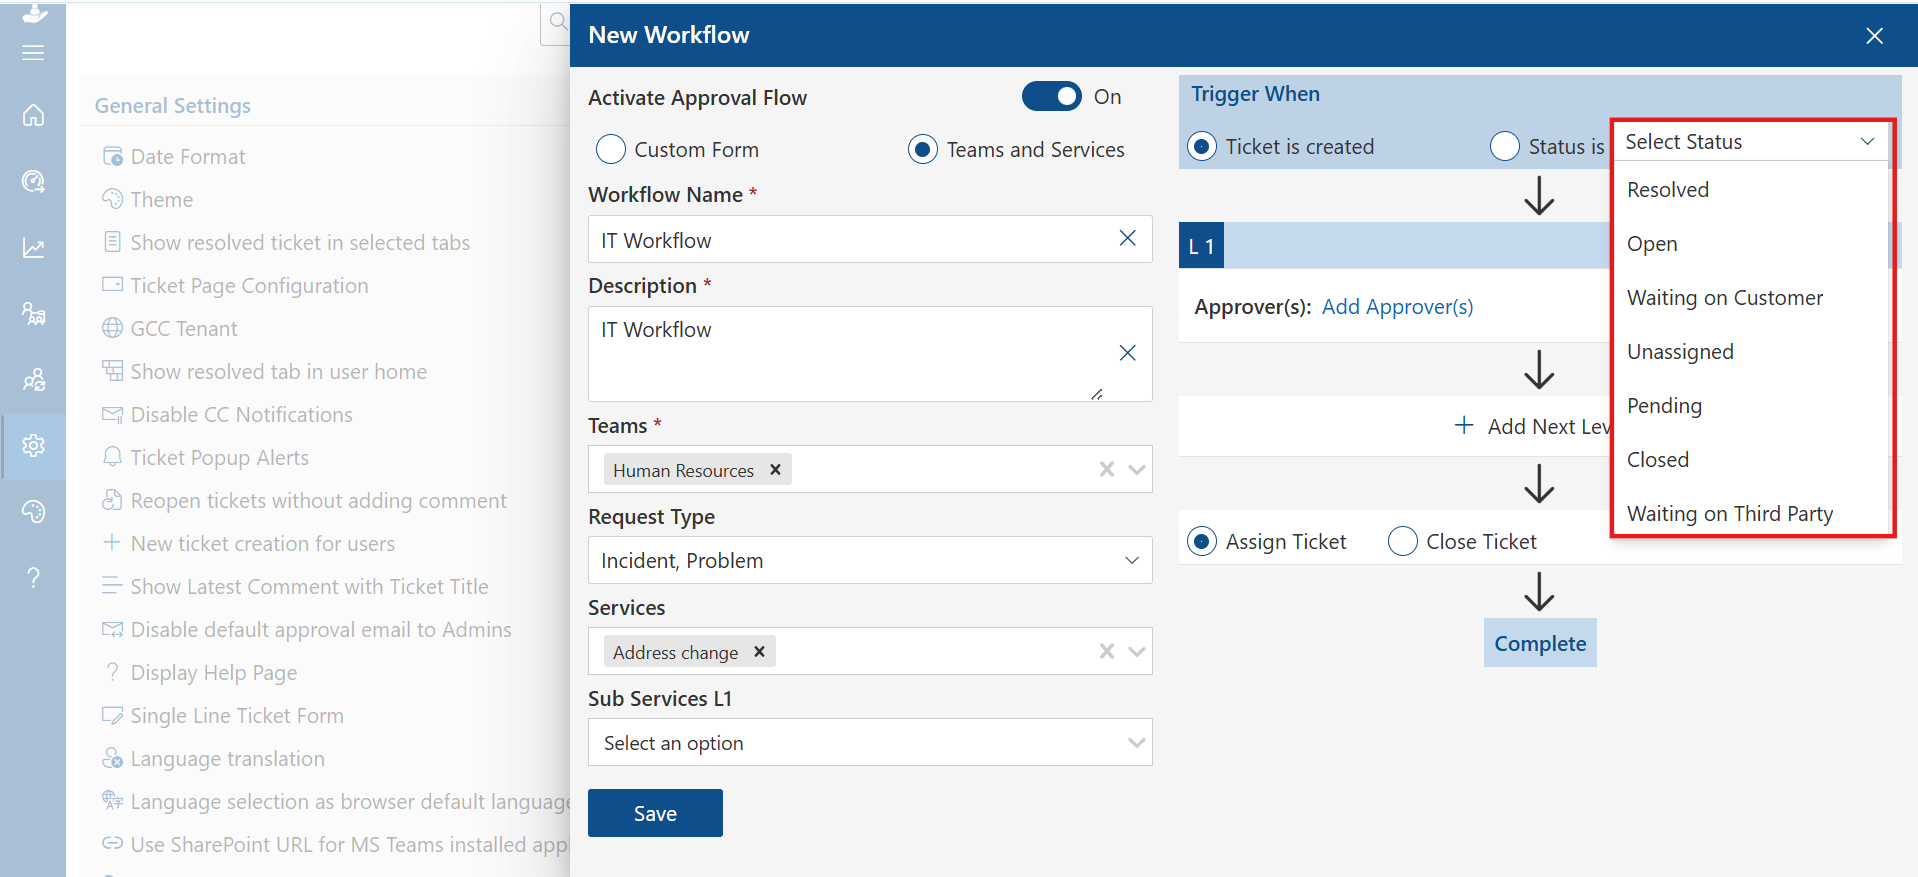 General Settings
Date Format
Theme
Show resolved ticket in selected tabs
Ticket Page Configuration
GCC Tenant
Show resolved tab in user home
Disable CC Notifications
Ticket Popup Alerts
Reopen tickets without adding comment
New ticket creation for users
Show Latest Comment with Ticket Title
Disable default approval email to Admins
Display Help Page
Single Line Ticket Form
Language translation
Language selection as browser default language
Use SharePoint URL for MS Teams installed appl
New Workflow
Activate Approval Flow
On
Custom Form
Teams and Services
Workflow Name *
IT Workflow
Description *
IT Workflow
Teams *
Human Resources
Request Type
Incident, Problem
Services
Address change
Sub Services L1
Select an option
Save
Trigger When
Ticket is created
Status is
Select Status
Resolved
Open
Waiting on Customer
Unassigned
Pending
Closed
Waiting on Third Party
L 1
Approver(s): Add Approver(s)
Add Next Lev
Assign Ticket
Close Ticket
Complete